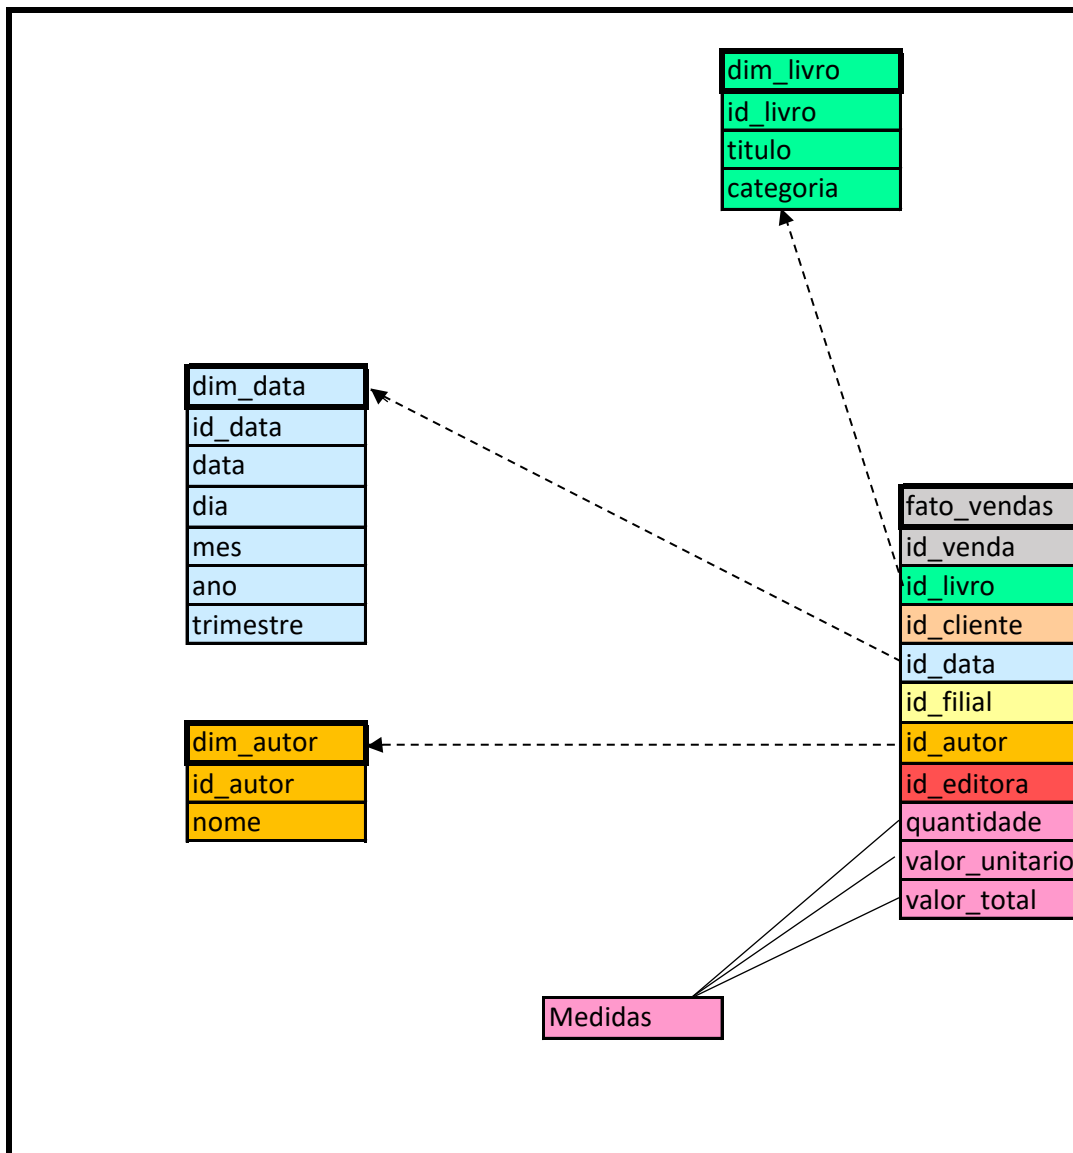 dim_livro
id_livro
titulo
categoria
dim_data
id_data
data
dia
mes
ano
trimestre
dim_autor
id_autor
nome
fato_vendas
id_venda
id_livro
id_cliente
id_data
id_filial
id_autor
id_editora
quantidade
valor_unitario
valor_total
Medidas